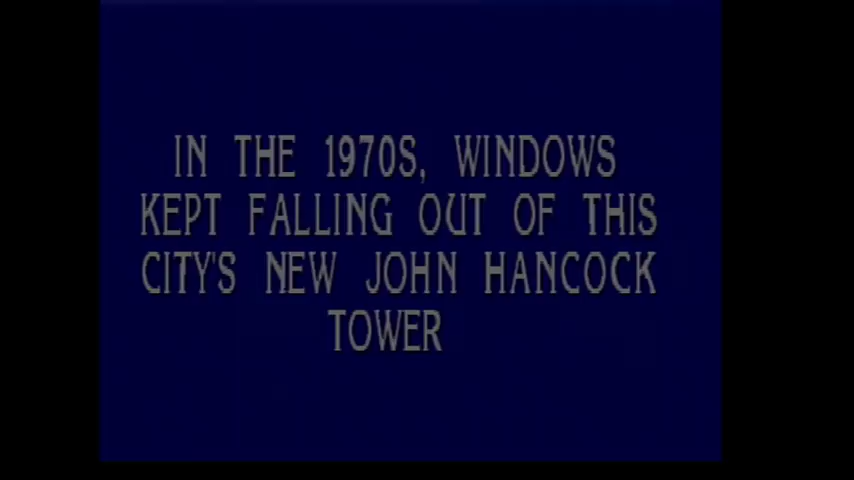 IN THE 1970S, WINDOWS
KEPT FALLING OUT OF THIS
CITY'S NEW JOHN HANCOCK
TOWER